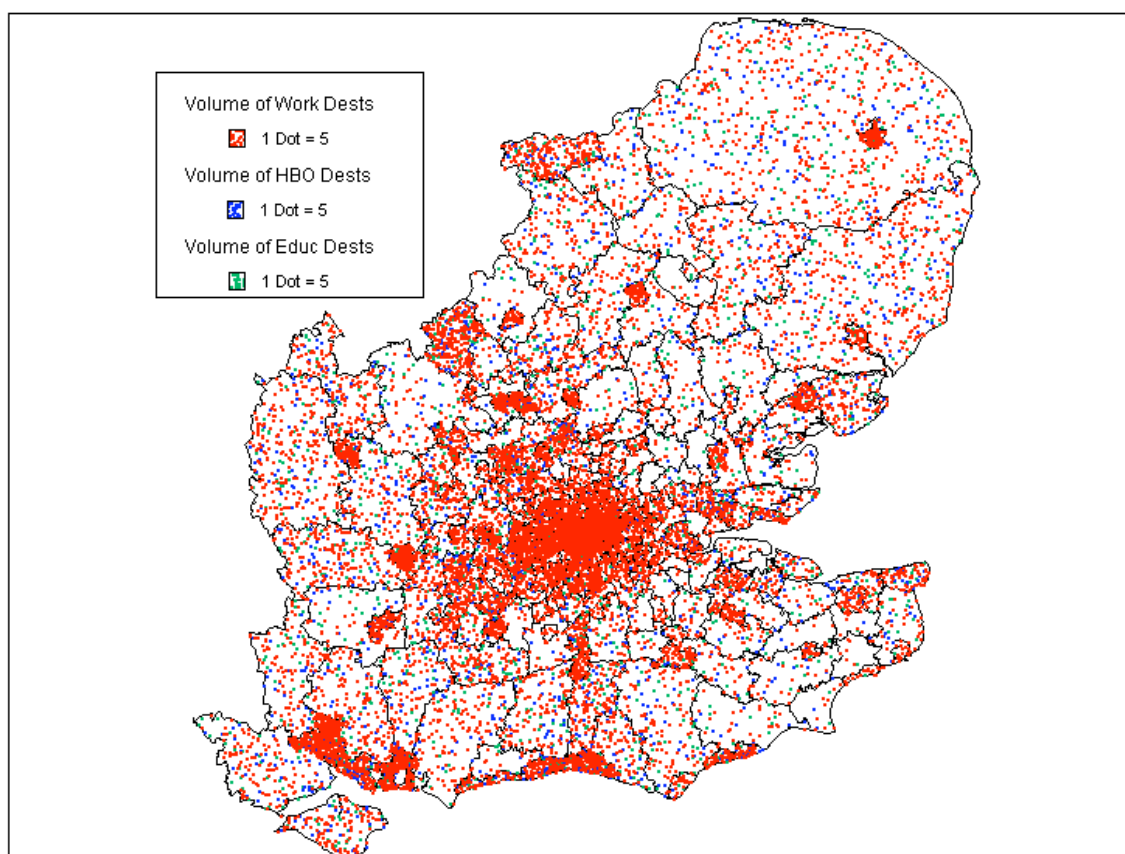 Volume of Work Dests
1 Dot = 5
Volume of HBO Dests
1 Dot = 5
Volume of Educ Dests
1 Dot = 5